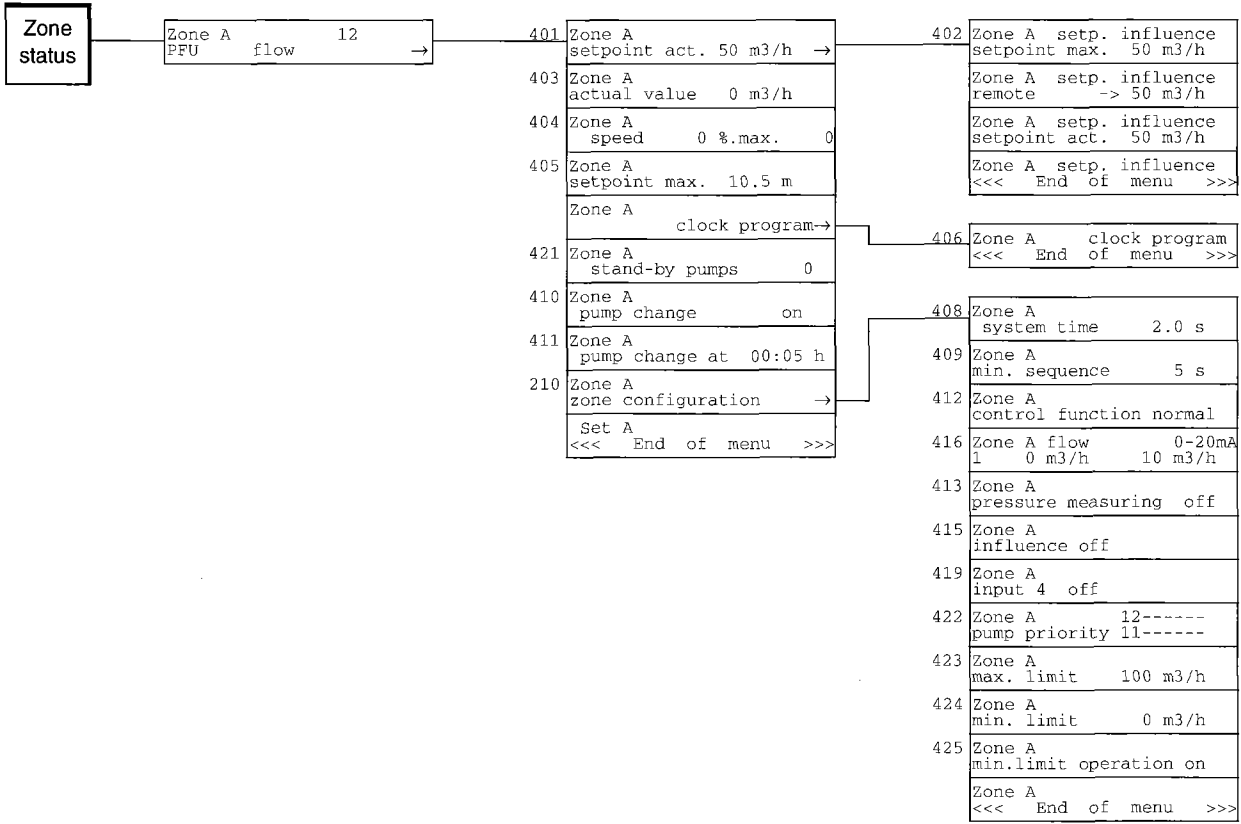 Zone
status
Zone A 12
PFU flow →
401 Zone A
setpoint act. 50 m3/h →
403 Zone A
actual value 0 m3/h
404 Zone A
speed 0 %.max. 0
405 Zone A
setpoint max. 10.5 m
Zone A
clock program→
421 Zone A
stand-by pumps 0
410 Zone A
pump change on
411 Zone A
pump change at 00:05 h
210 Zone A
zone configuration →
Set A
<<< End of menu >>>
402 Zone A setp. influence
setpoint max. 50 m3/h
Zone A setp. influence
remote -> 50 m3/h
Zone A setp. influence
setpoint act. 50 m3/h
Zone A setp. influence
<<< End of menu >>>
406 Zone A clock program
<<< End of menu >>>
408 Zone A
system time 2.0 s
409 Zone A
min. sequence 5 s
412 Zone A
control function normal
416 Zone A flow 0-20mA
1 0 m3/h 10 m3/h
413 Zone A
pressure measuring off
415 Zone A
influence off
419 Zone A
input 4 off
422 Zone A 12------
pump priority 11------
423 Zone A
max. limit 100 m3/h
424 Zone A
min. limit 0 m3/h
425 Zone A
min.limit operation on
Zone A
<<< End of menu >>>